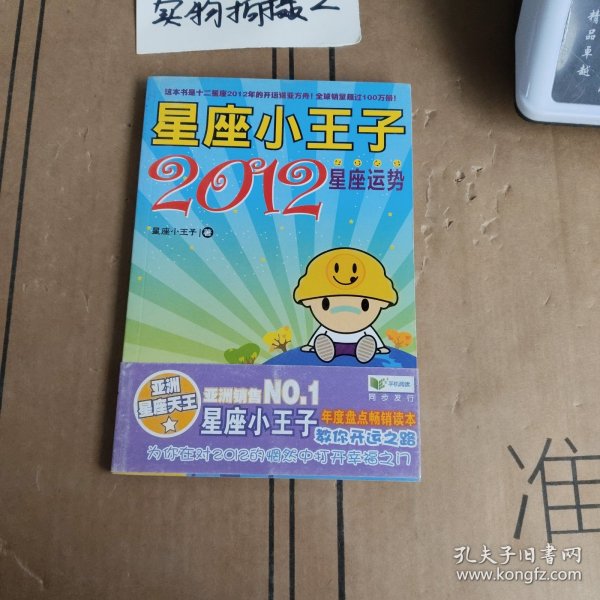 实物拍摄
精品卓越
这本书是十二星座2012年的开运诺亚方舟！全球销量超过100万册！
星座小王子
2012
星座运势
星座小王子 著
亚洲
星座天王
亚洲销售NO.1
星座小王子
手机阅读
同步发行
年度盘点畅销读本
教你开运之路
为你在对2012的惘然中打开幸福之门
准
孔夫子旧书网
www.kongfz.com